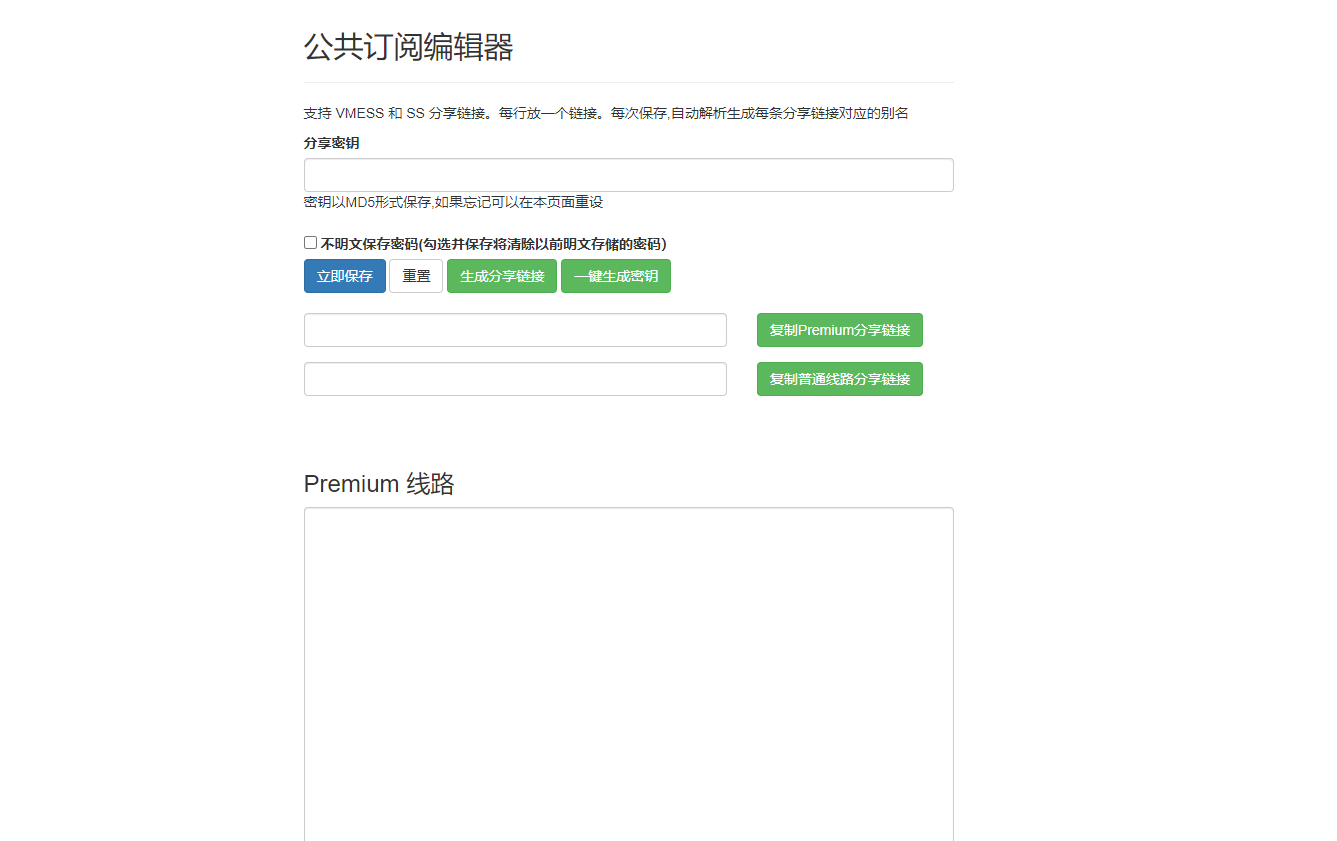 公共订阅编辑器
支持 VMESS 和 SS 分享链接。每行放一个链接。每次保存,自动解析生成每条分享链接对应的别名
分享密钥
密钥以MD5形式保存,如果忘记可以在本页面重设
不明文保存密码(勾选并保存将清除以前明文存储的密码)
立即保存 重置 生成分享链接 一键生成密钥
复制Premium分享链接
复制普通线路分享链接
Premium 线路